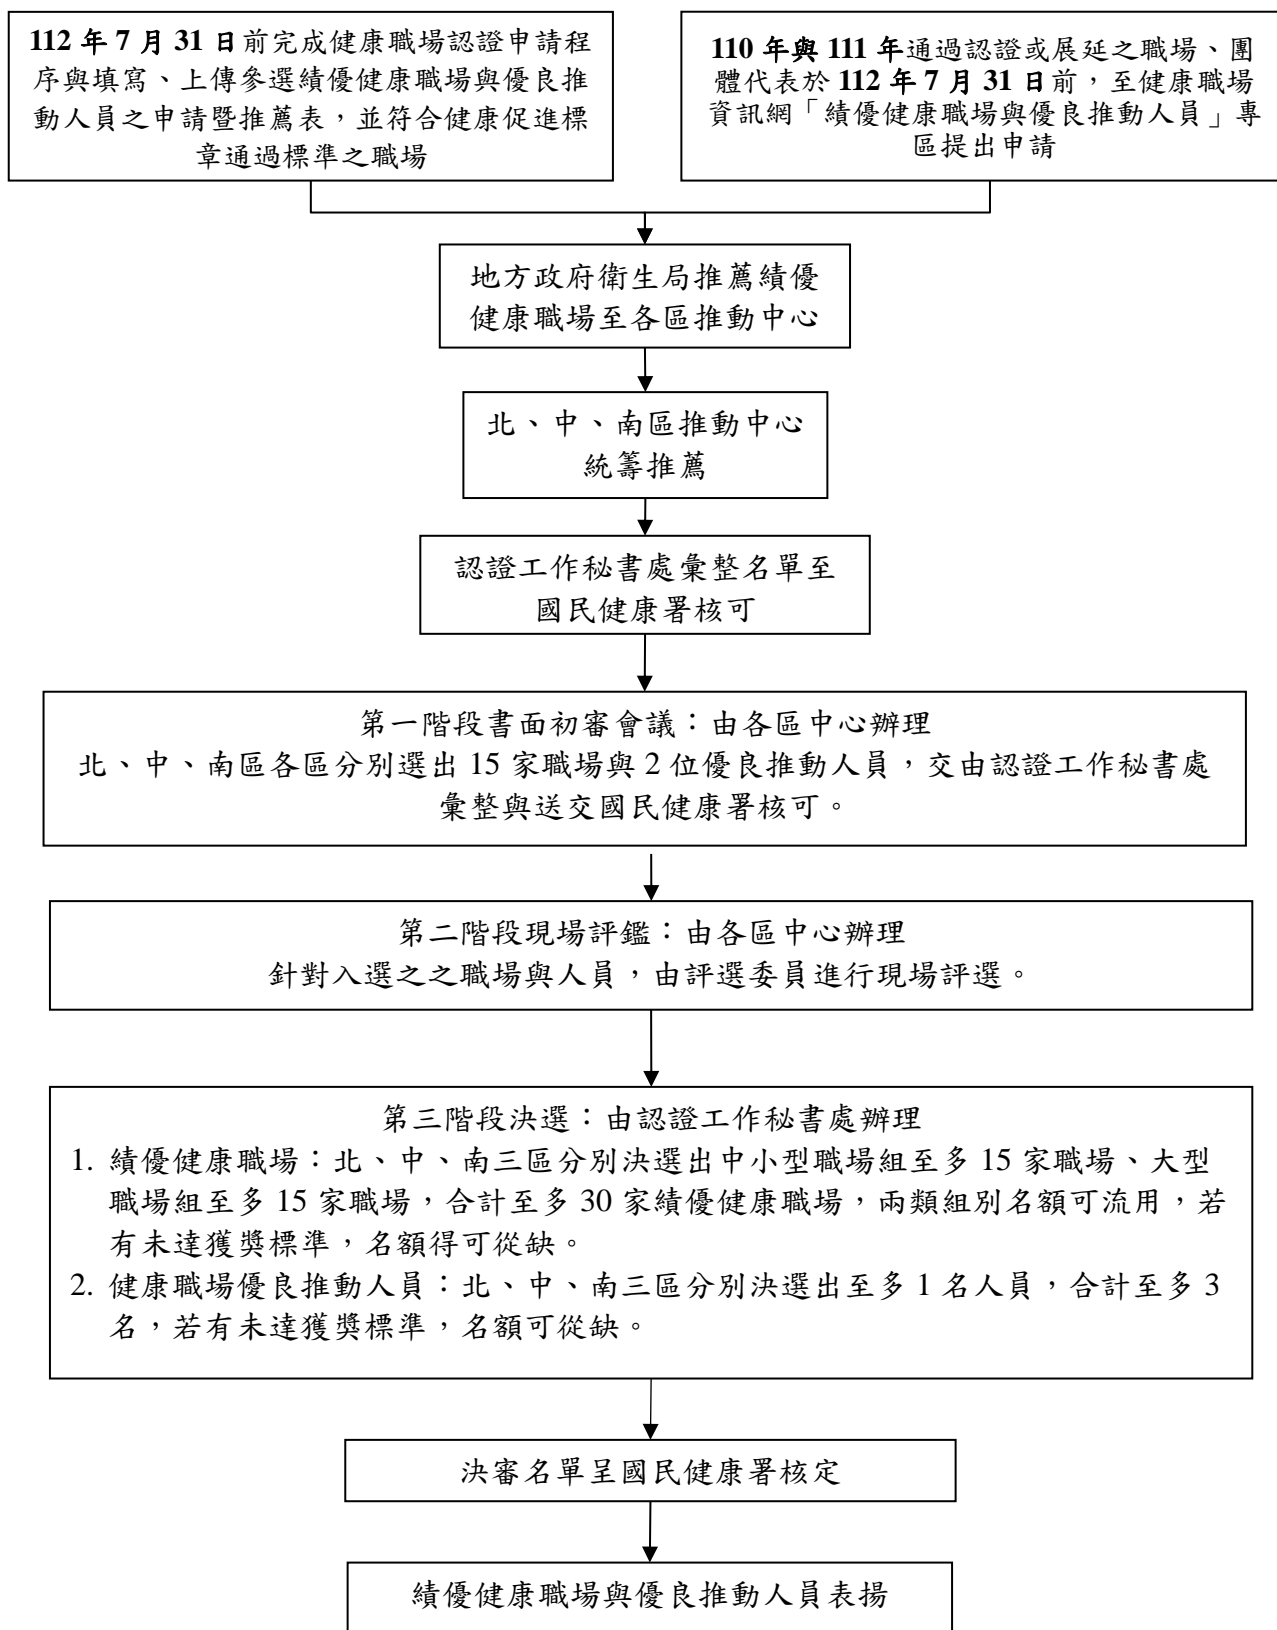 112 年 7 月 31 日前完成健康職場認證申請程
序與填寫、上傳參選績優健康職場與優良推
動人員之申請暨推薦表，並符合健康促進標
章通過標準之職場
110 年與 111 年通過認證或展延之職場、團
體代表於 112 年 7 月 31 日前，至健康職場
資訊網「績優健康職場與優良推動人員」專
區提出申請
地方政府衛生局推薦績優
健康職場至各區推動中心
北、中、南區推動中心
統籌推薦
認證工作秘書處彙整名單至
國民健康署核可
第一階段書面初審會議：由各區中心辦理
北、中、南區各區分別選出 15 家職場與 2 位優良推動人員，交由認證工作秘書處
彙整與送交國民健康署核可。
第二階段現場評鑑：由各區中心辦理
針對入選之之職場與人員，由評選委員進行現場評選。
第三階段決選：由認證工作秘書處辦理
1. 績優健康職場：北、中、南三區分別決選出中小型職場組至多 15 家職場、大型
職場組至多 15 家職場，合計至多 30 家績優健康職場，兩類組別名額可流用，若
有未達獲獎標準，名額得可從缺。
2. 健康職場優良推動人員：北、中、南三區分別決選出至多 1 名人員，合計至多 3
名，若有未達獲獎標準，名額可從缺。
決審名單呈國民健康署核定
績優健康職場與優良推動人員表揚